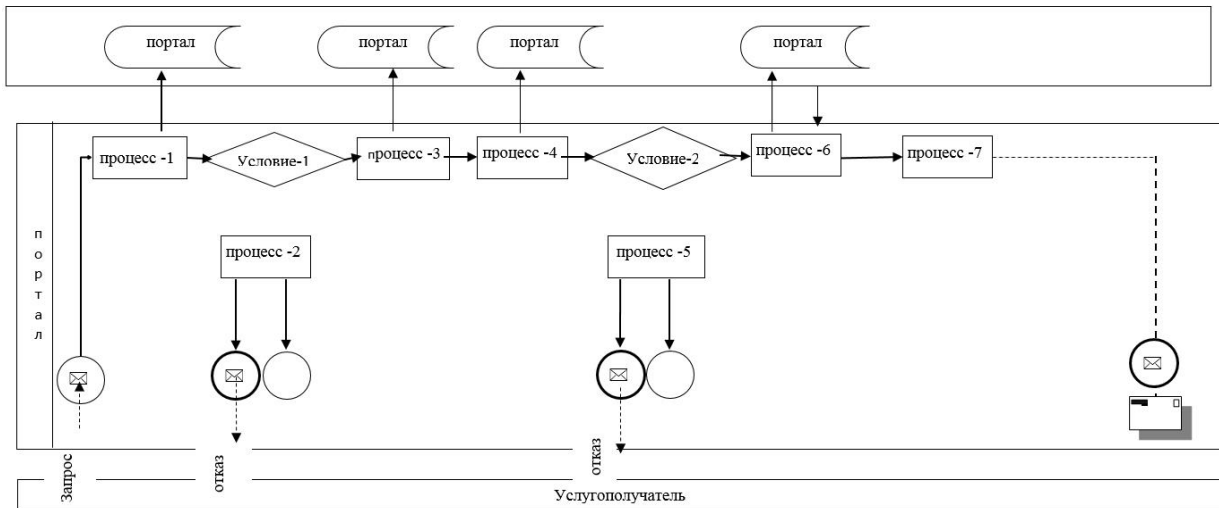 портал
портал
портал
портал
процесс -1
Условие-1
процесс -3
процесс -4
Условие-2
процесс -6
процесс -7
портал
процесс -2
процесс -5
Запрос
отказ
отказ
Услугополучатель